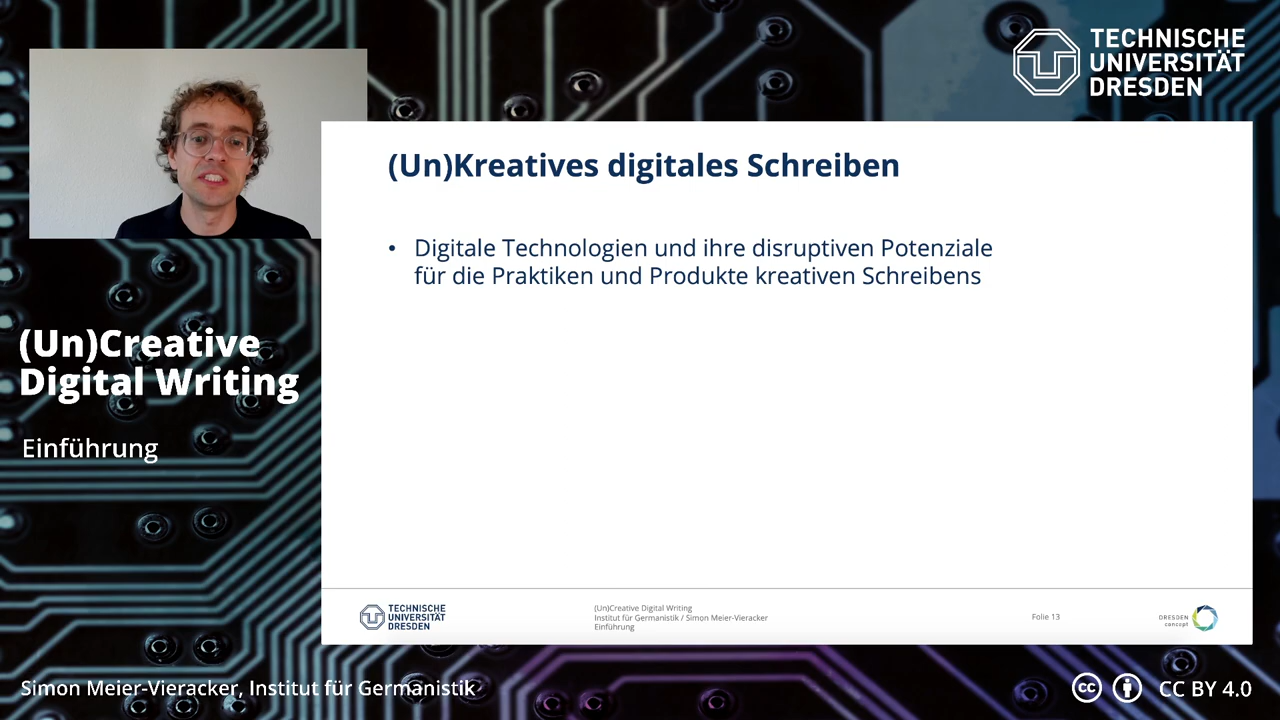 TECHNISCHE
UNIVERSITÄT
DRESDEN
(Un)Kreatives digitales Schreiben
• Digitale Technologien und ihre disruptiven Potenziale
für die Praktiken und Produkte kreativen Schreibens
(Un)Creative
Digital Writing
Einführung
TECHNISCHE
UNIVERSITÄT
DRESDEN
(Un)Creative Digital Writing
Institut für Germanistik / Simon Meier-Vieracker
Einführung
Folie 13
DRESDEN
concept
Simon Meier-Vieracker, Institut für Germanistik
cc
CC BY 4.0